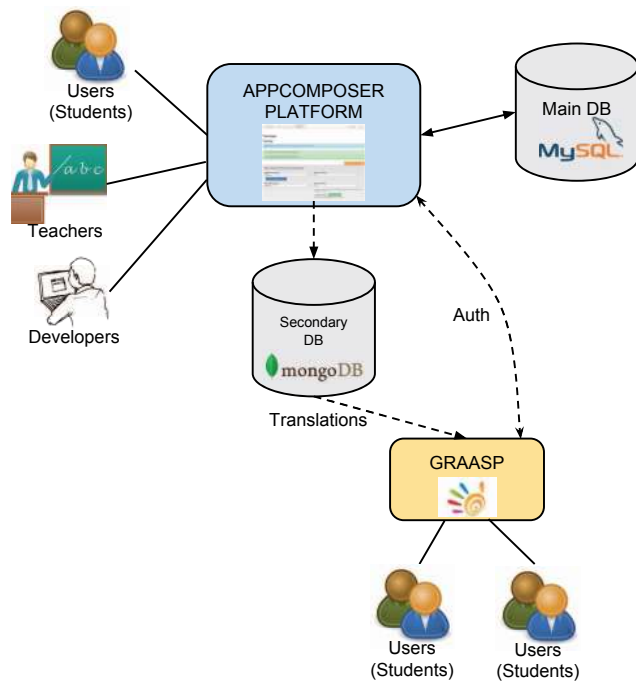 Users
(Students)
APPCOMPOSER
PLATFORM
Main DB
MySQL
/abc
Teachers
Developers
Secondary
DB
mongoDB
Auth
Translations
GRAASP
Users
(Students)
Users
(Students)